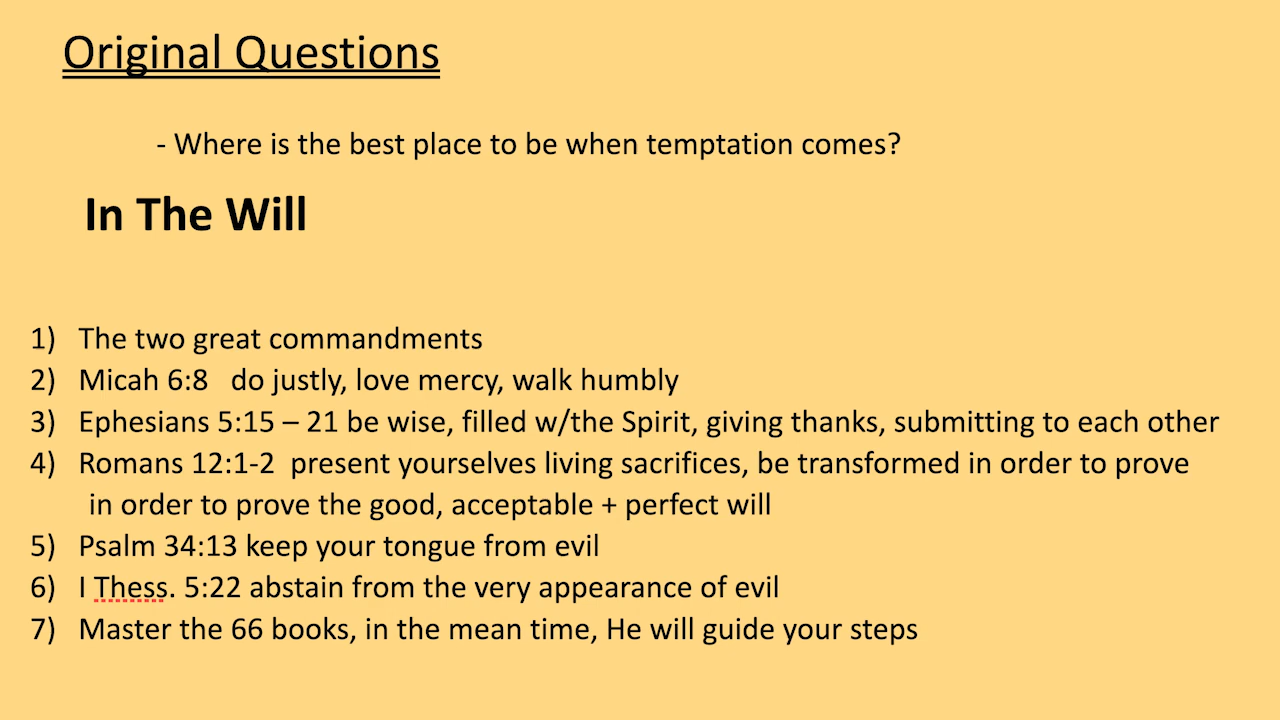 Original Questions
- Where is the best place to be when temptation comes?
In The Will
1) The two great commandments
2) Micah 6:8 do justly, love mercy, walk humbly
3) Ephesians 5:15 – 21 be wise, filled w/the Spirit, giving thanks, submitting to each other
4) Romans 12:1-2 present yourselves living sacrifices, be transformed in order to prove
in order to prove the good, acceptable + perfect will
5) Psalm 34:13 keep your tongue from evil
6) I Thess. 5:22 abstain from the very appearance of evil
7) Master the 66 books, in the mean time, He will guide your steps